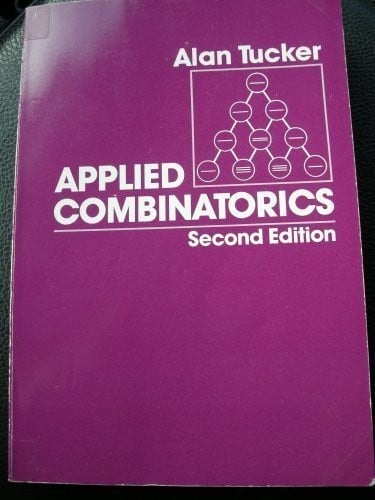 Alan Tucker
APPLIED
COMBINATORICS
Second Edition